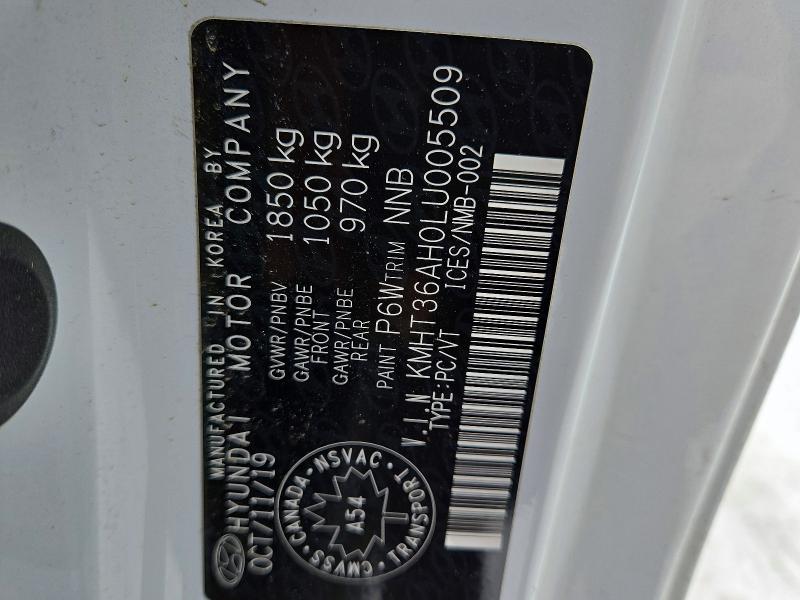 MANUFACTURED IN KOREA BY
HYUNDAI MOTOR COMPANY
OCT/11/19
GVWR/PNBV 1850 kg
GAWR/PNBE FRONT 1050 kg
GAWR/PNBE REAR 970 kg
PAINT P6W TRIM NNB
V.I.N KMHT36AH0LU005509
TYPE:PC/VT ICES/NMB-002
CANADA·NSVAC·TRANSPORT·CMVSS·
A54